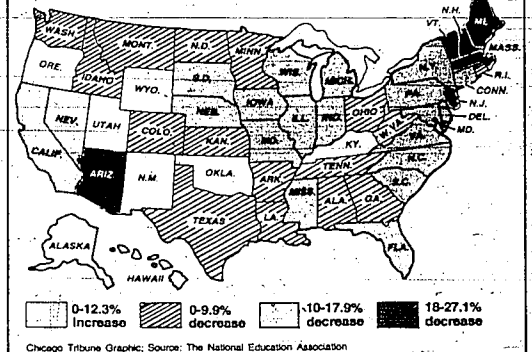 N.H.
VT.
ME.
WASH.
MONT.
N.D.
MINN.
MASS.
ORE.
IDAHO
S.D.
WIS.
MICH.
N.Y.
R.I.
CONN.
WYO.
IOWA
PA.
N.J.
NEV.
UTAH
NEB.
ILL.
IND.
OHIO
DEL.
MD.
CALIF.
COLO.
KAN.
MO.
KY.
W.VA.
VA.
ARIZ.
N.M.
OKLA.
ARK.
TENN.
N.C.
S.C.
TEXAS
LA.
MISS.
ALA.
GA.
FLA.
ALASKA
HAWAII
0-12.3% 0-9.9% 10-17.9% 18-27.1%
Increase decrease decrease decrease
Chicago Tribune Graphic; Source: The National Education Association